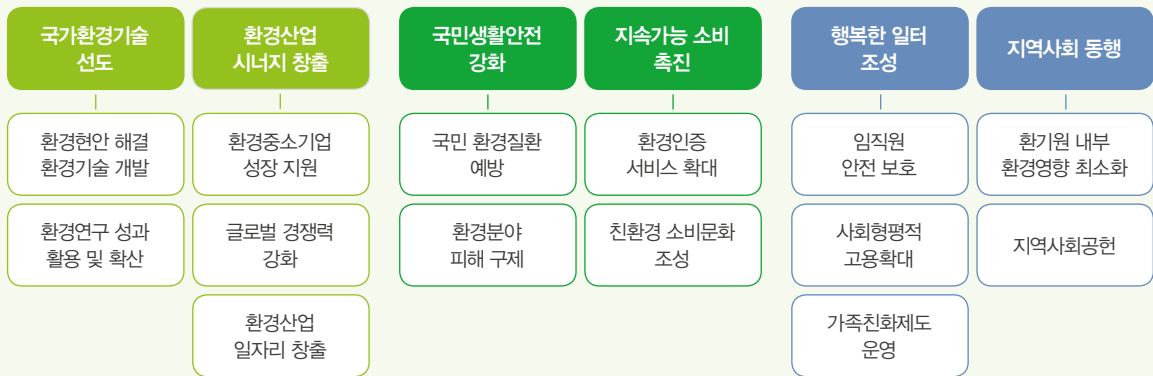 국가환경기술
선도
환경현안 해결
환경기술 개발
환경연구 성과
활용 및 확산
환경산업
시너지 창출
환경중소기업
성장 지원
글로벌 경쟁력
강화
환경산업
일자리 창출
국민생활안전
강화
국민 환경질환
예방
환경분야
피해 구제
지속가능 소비
촉진
환경인증
서비스 확대
친환경 소비문화
조성
행복한 일터
조성
임직원
안전 보호
사회형평적
고용확대
가족친화제도
운영
지역사회 동행
환기원 내부
환경영향 최소화
지역사회공헌